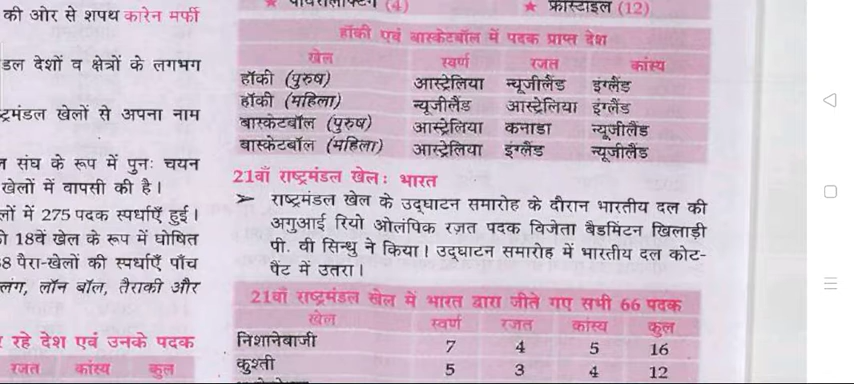 की ओर से शपथ कारेन मर्फी
डल देशों व क्षेत्रों के लगभग
ट्रमंडल खेलों से अपना नाम
संघ के रूप में पुनः चयन
खेलों में वापसी की है।
लों में 275 पदक स्पर्धाएँ हुई।
18वें खेल के रूप में घोषित
8 पैरा-खेलों की स्पर्धाएँ पाँच
लंग, लॉन बॉल, तैराकी और
रहे देश एवं उनके पदक
रजत कांस्य कुल
★ (4) ★ फ्रीस्टाइल (12)
हॉकी एवं बास्केटबॉल में पदक प्राप्त देश
खेल स्वर्ण रजत कांस्य
हॉकी (पुरुष) आस्ट्रेलिया न्यूजीलैंड इंग्लैंड
हॉकी (महिला) न्यूजीलैंड आस्ट्रेलिया इंग्लैंड
बास्केटबॉल (पुरुष) आस्ट्रेलिया कनाडा न्यूजीलैंड
बास्केटबॉल (महिला) आस्ट्रेलिया इंग्लैंड न्यूजीलैंड
21वाँ राष्ट्रमंडल खेल: भारत
➢ राष्ट्रमंडल खेल के उद्घाटन समारोह के दौरान भारतीय दल की
अगुआई रियो ओलंपिक रज़त पदक विजेता बैडमिंटन खिलाड़ी
पी. वी सिन्धु ने किया। उद्घाटन समारोह में भारतीय दल कोट-
पैंट में उतरा।
21वाँ राष्ट्रमंडल खेल में भारत द्वारा जीते गए सभी 66 पदक
खेल स्वर्ण रजत कांस्य कुल
निशानेबाजी 7 4 5 16
कुश्ती 5 3 4 12